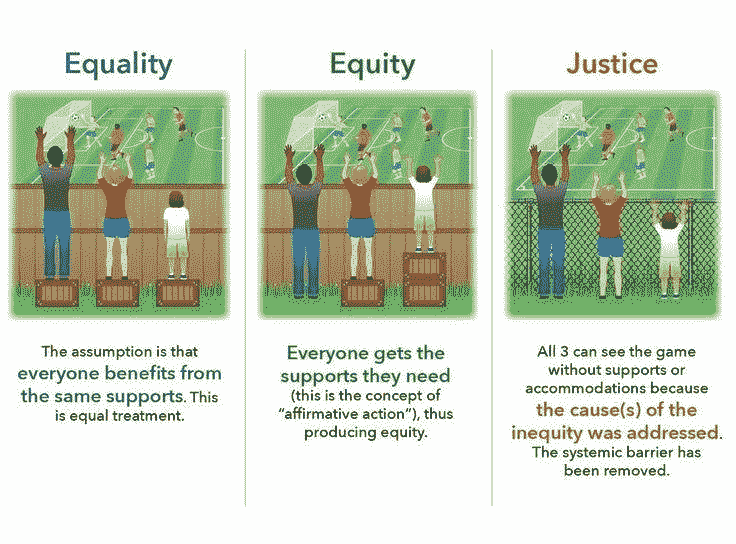 Equality
The assumption is that
everyone benefits from
the same supports. This
is equal treatment.
Equity
Everyone gets the
supports they need
(this is the concept of
“affirmative action”), thus
producing equity.
Justice
All 3 can see the game
without supports or
accommodations because
the cause(s) of the
inequity was addressed.
The systemic barrier has
been removed.